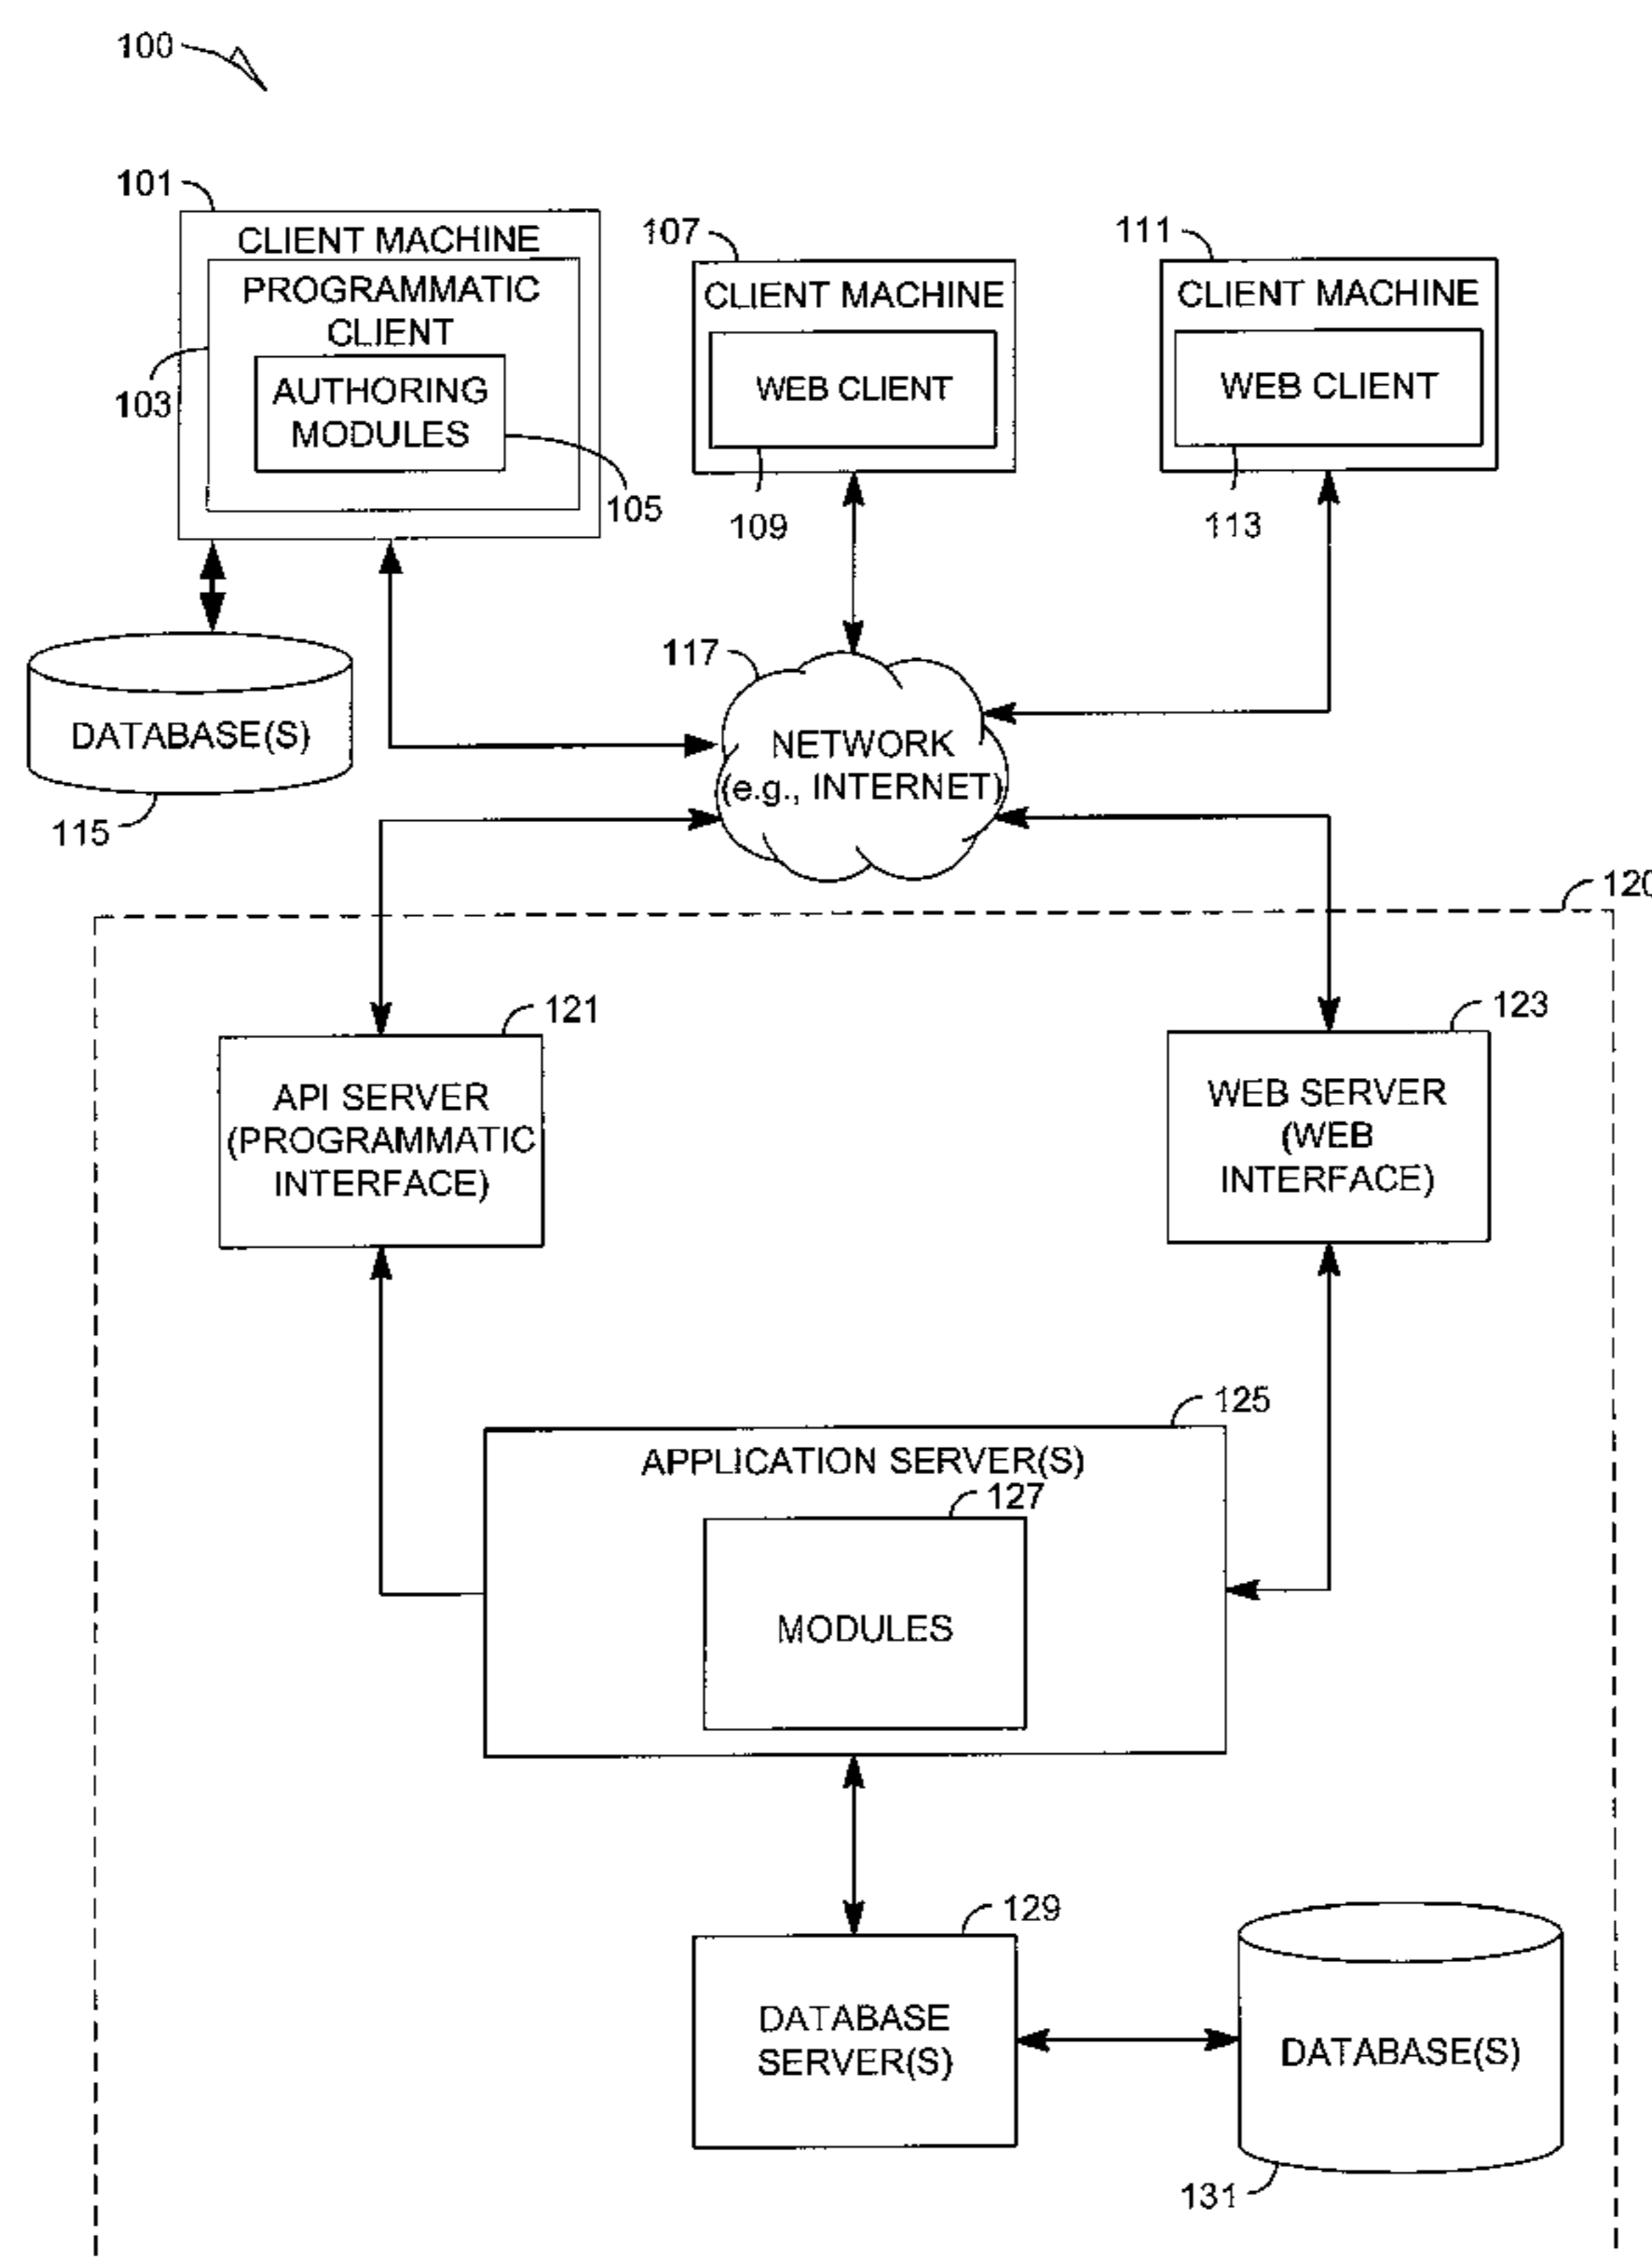 100
101
CLIENT MACHINE
PROGRAMMATIC
CLIENT
103
AUTHORING
MODULES
105
107
CLIENT MACHINE
WEB CLIENT
109
111
CLIENT MACHINE
WEB CLIENT
113
DATABASE(S)
115
117
NETWORK
(e.g., INTERNET)
120
121
API SERVER
(PROGRAMMATIC
INTERFACE)
123
WEB SERVER
(WEB
INTERFACE)
125
APPLICATION SERVER(S)
127
MODULES
129
DATABASE
SERVER(S)
DATABASE(S)
131